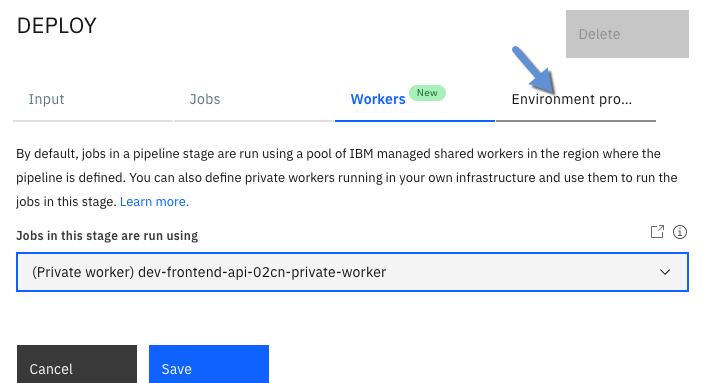 DEPLOY
Delete
Input
Jobs
Workers New
Environment pro...
By default, jobs in a pipeline stage are run using a pool of IBM managed shared workers in the region where the
pipeline is defined. You can also define private workers running in your own infrastructure and use them to run the
jobs in this stage. Learn more.
Jobs in this stage are run using
(Private worker) dev-frontend-api-02cn-private-worker
Cancel
Save